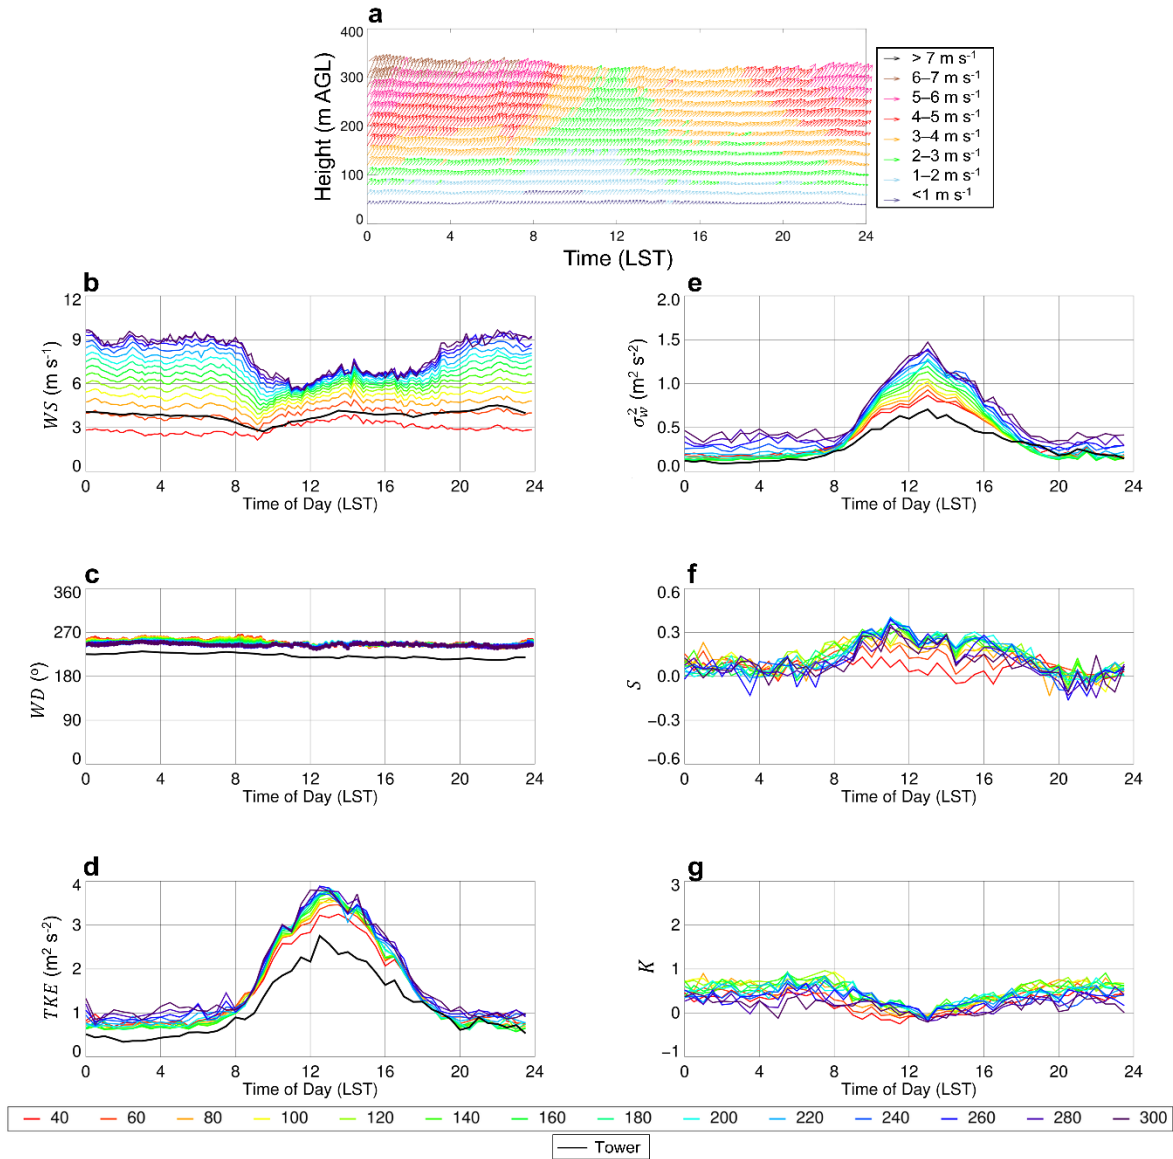 a
400
300
200
100
0
Height (m AGL)
0 4 8 12 16 20 24
Time (LST)
> 7 m s⁻¹
6–7 m s⁻¹
5–6 m s⁻¹
4–5 m s⁻¹
3–4 m s⁻¹
2–3 m s⁻¹
1–2 m s⁻¹
<1 m s⁻¹
b
12
9
6
3
0
WS (m s⁻¹)
0 4 8 12 16 20 24
Time of Day (LST)
e
2.0
1.5
1.0
0.5
0.0
σ²w (m² s⁻²)
0 4 8 12 16 20 24
Time of Day (LST)
c
360
270
180
90
0
WD (°)
0 4 8 12 16 20 24
Time of Day (LST)
f
0.6
0.3
0.0
−0.3
−0.6
S
0 4 8 12 16 20 24
Time of Day (LST)
d
4
3
2
1
0
TKE (m² s⁻²)
0 4 8 12 16 20 24
Time of Day (LST)
g
3
2
1
0
−1
K
0 4 8 12 16 20 24
Time of Day (LST)
40 60 80 100 120 140 160 180 200 220 240 260 280 300
Tower